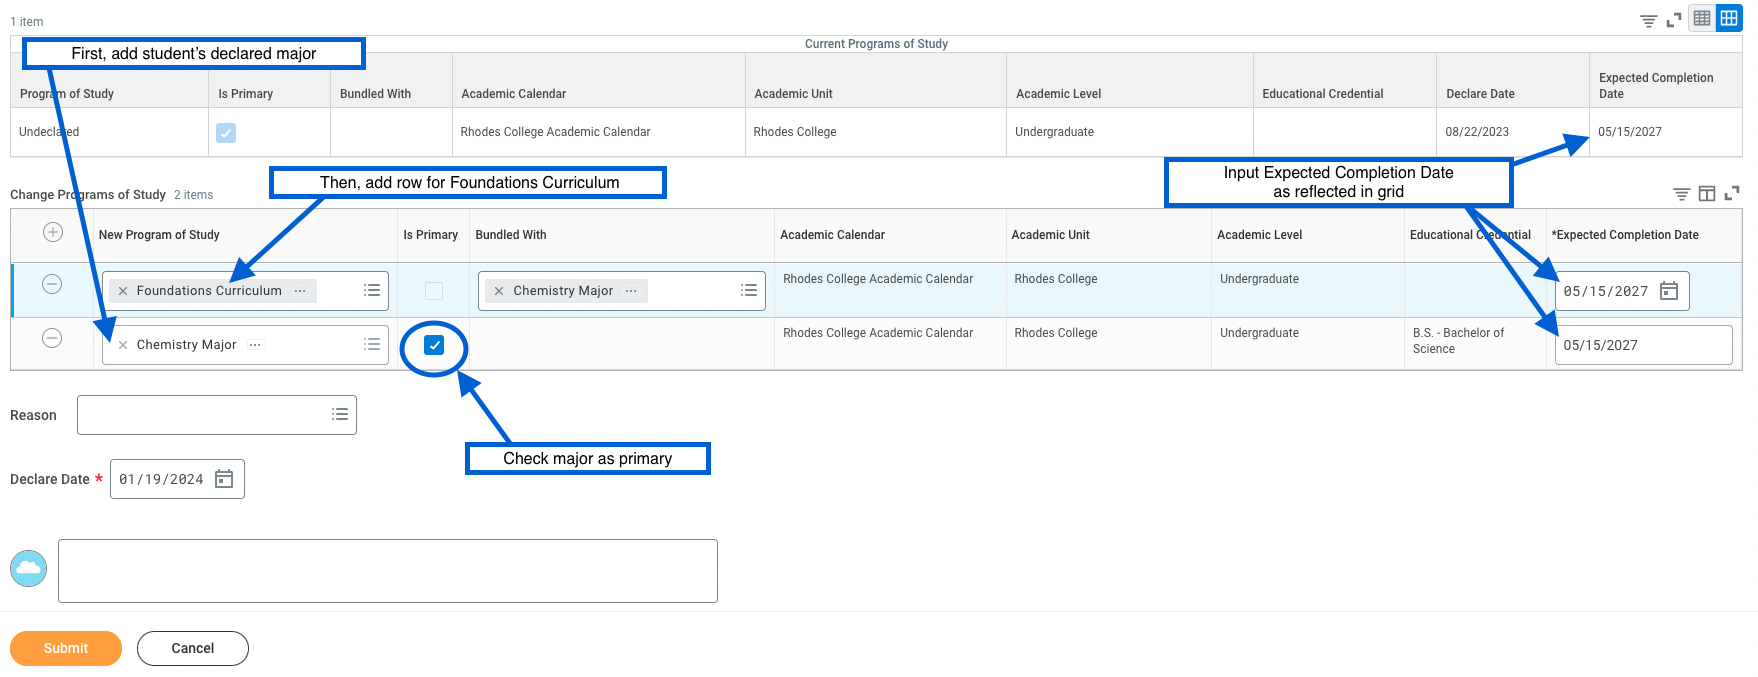 1 item
Current Programs of Study
First, add student's declared major
Program of Study Is Primary Bundled With Academic Calendar Academic Unit Academic Level Educational Credential Declare Date Expected Completion Date
Undeclared Rhodes College Academic Calendar Rhodes College Undergraduate 08/22/2023 05/15/2027
Then, add row for Foundations Curriculum
Input Expected Completion Date
as reflected in grid
Change Programs of Study 2 items
New Program of Study Is Primary Bundled With Academic Calendar Academic Unit Academic Level Educational Credential *Expected Completion Date
Foundations Curriculum Chemistry Major Rhodes College Academic Calendar Rhodes College Undergraduate 05/15/2027
Chemistry Major Rhodes College Academic Calendar Rhodes College Undergraduate B.S. - Bachelor of Science 05/15/2027
Reason
Check major as primary
Declare Date * 01/19/2024
Submit Cancel